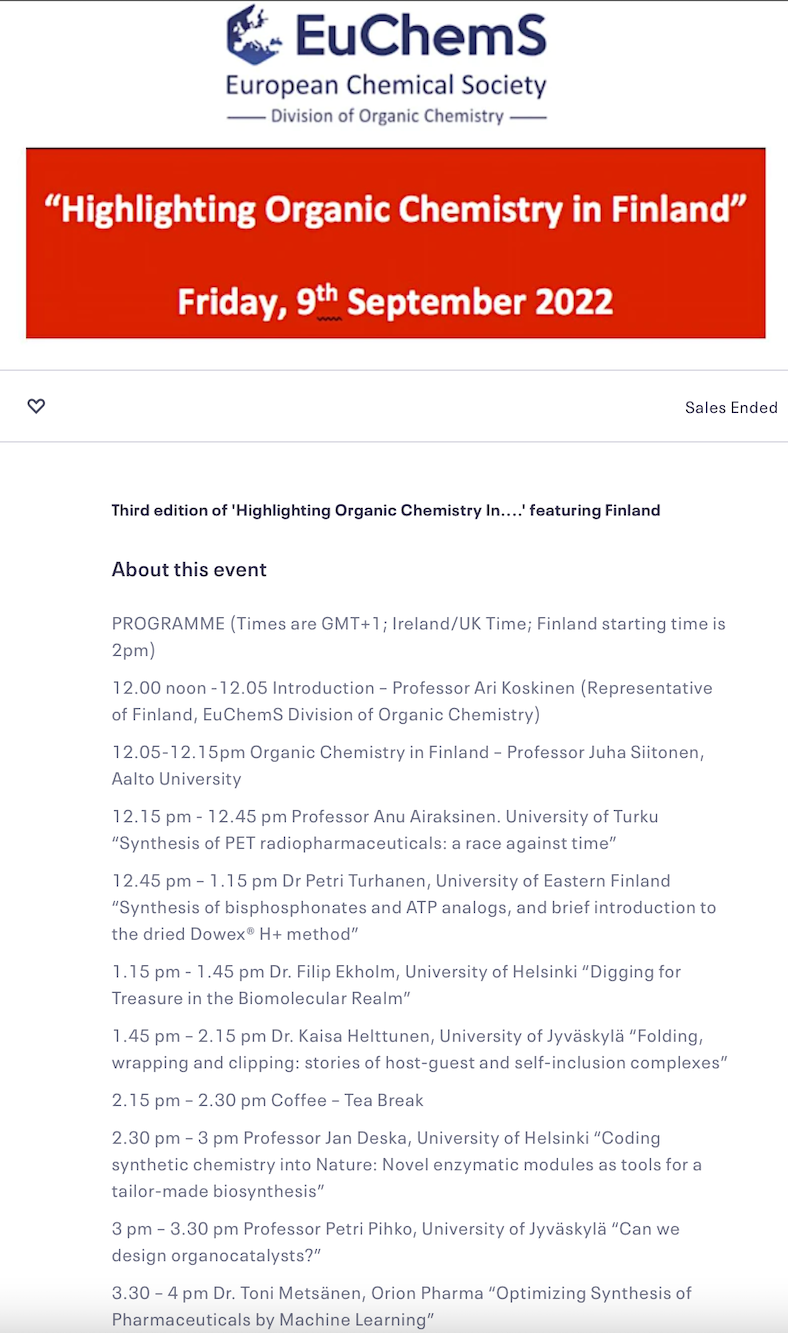 EuChemS
European Chemical Society
Division of Organic Chemistry
“Highlighting Organic Chemistry in Finland”
Friday, 9th September 2022
Sales Ended
Third edition of 'Highlighting Organic Chemistry In....' featuring Finland
About this event
PROGRAMME (Times are GMT+1; Ireland/UK Time; Finland starting time is
2pm)
12.00 noon -12.05 Introduction – Professor Ari Koskinen (Representative
of Finland, EuChemS Division of Organic Chemistry)
12.05-12.15pm Organic Chemistry in Finland – Professor Juha Siitonen,
Aalto University
12.15 pm - 12.45 pm Professor Anu Airaksinen. University of Turku
“Synthesis of PET radiopharmaceuticals: a race against time”
12.45 pm – 1.15 pm Dr Petri Turhanen, University of Eastern Finland
“Synthesis of bisphosphonates and ATP analogs, and brief introduction to
the dried Dowex® H+ method”
1.15 pm - 1.45 pm Dr. Filip Ekholm, University of Helsinki “Digging for
Treasure in the Biomolecular Realm”
1.45 pm – 2.15 pm Dr. Kaisa Helttunen, University of Jyväskylä “Folding,
wrapping and clipping: stories of host-guest and self-inclusion complexes”
2.15 pm – 2.30 pm Coffee – Tea Break
2.30 pm – 3 pm Professor Jan Deska, University of Helsinki “Coding
synthetic chemistry into Nature: Novel enzymatic modules as tools for a
tailor-made biosynthesis”
3 pm – 3.30 pm Professor Petri Pihko, University of Jyväskylä “Can we
design organocatalysts?”
3.30 – 4 pm Dr. Toni Metsänen, Orion Pharma “Optimizing Synthesis of
Pharmaceuticals by Machine Learning”